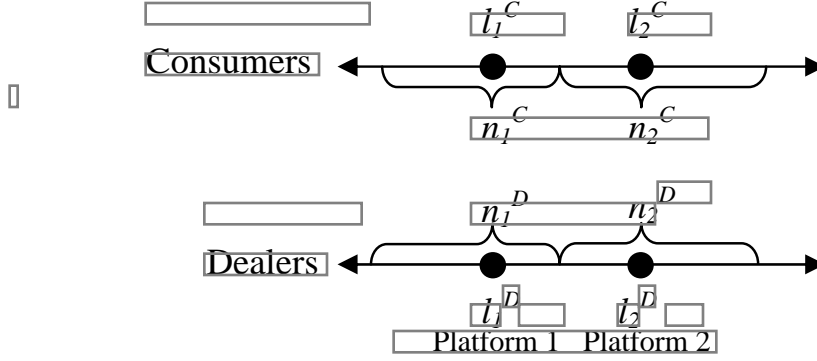 l₁ᶜ l₂ᶜ
Consumers
n₁ᶜ n₂ᶜ
n₁ᴰ n₂ᴰ
Dealers
l₁ᴰ l₂ᴰ
Platform 1 Platform 2